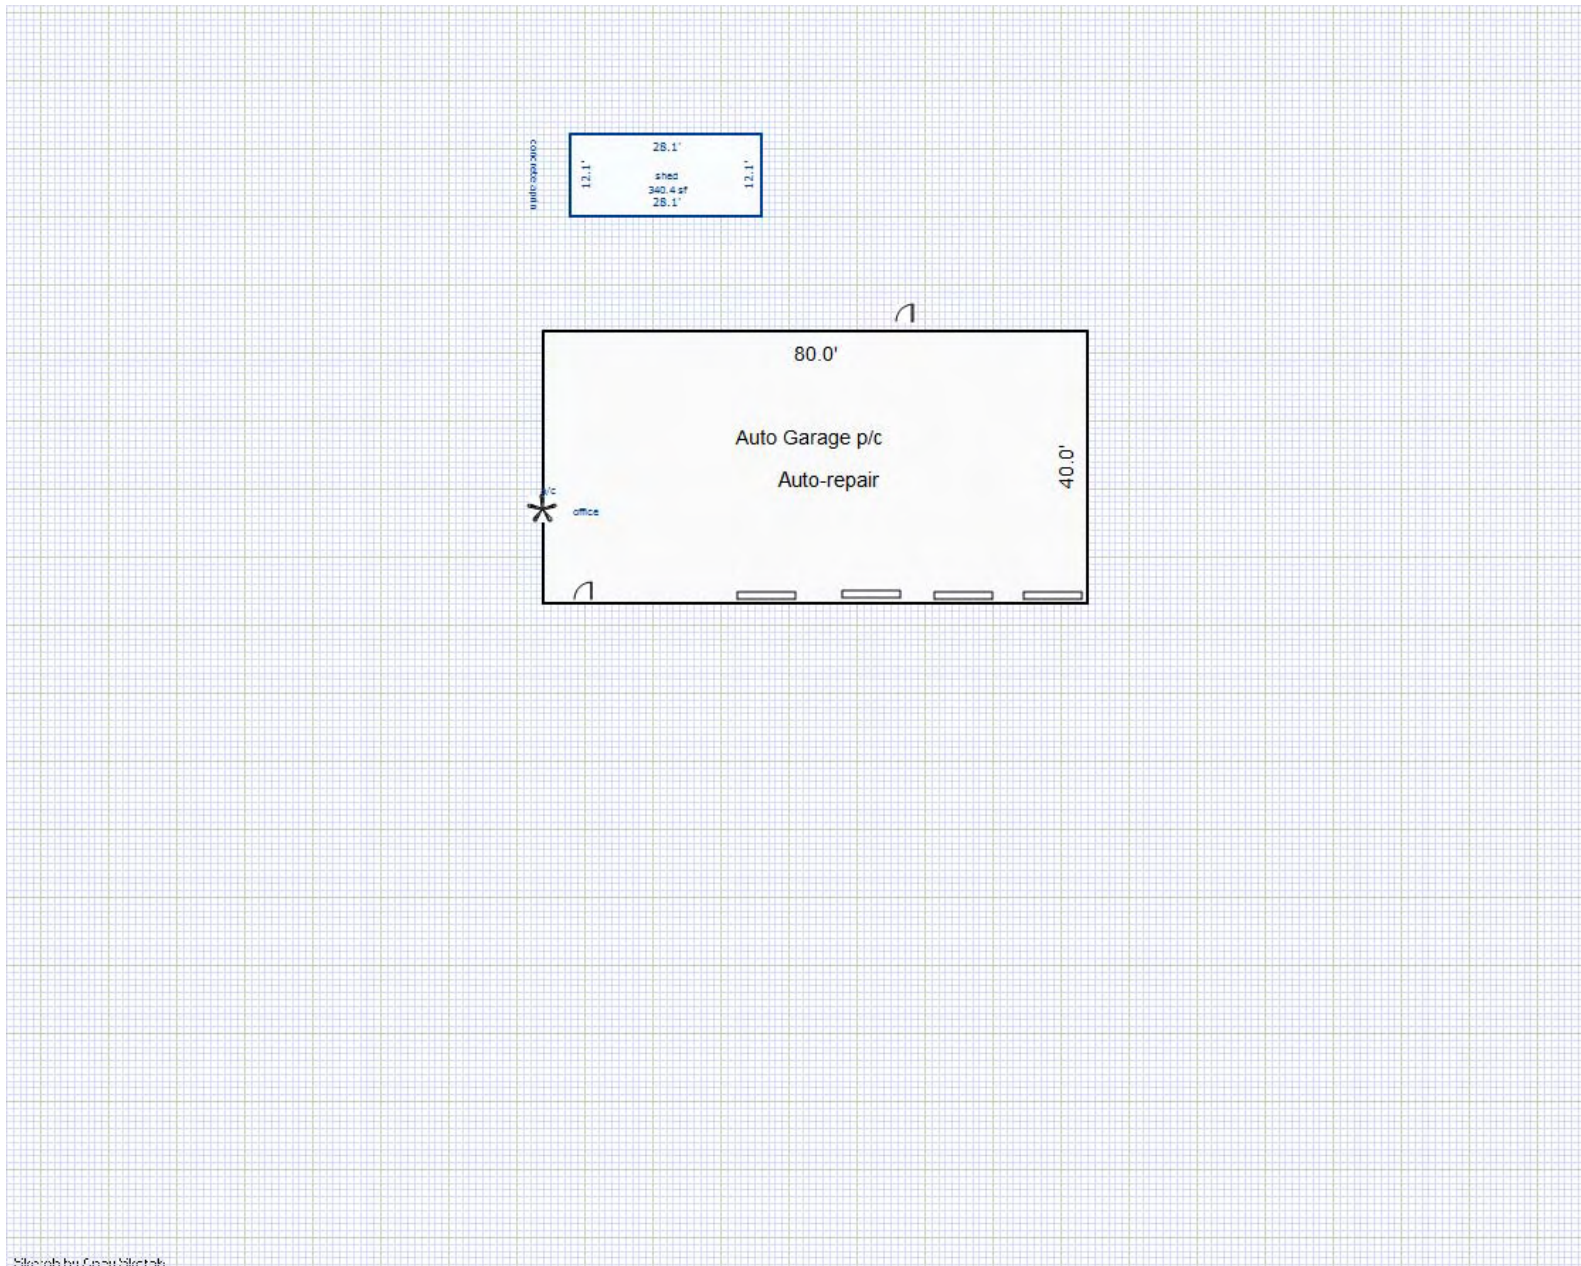 28.1'
concrete
12.1'
12.1'
shed
340.4 sf
28.1'
80.0'
Auto Garage p/c
40.0'
Auto-repair
office